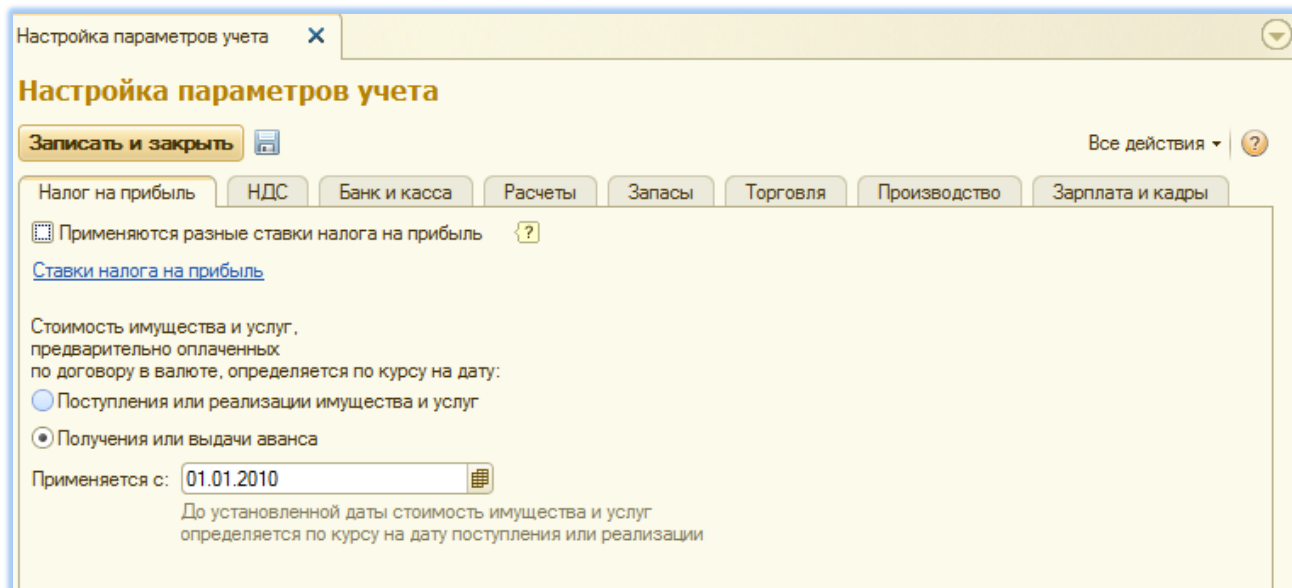 Настройка параметров учета
Настройка параметров учета
Записать и закрыть
Все действия
?
Налог на прибыль
НДС
Банк и касса
Расчеты
Запасы
Торговля
Производство
Зарплата и кадры
Применяются разные ставки налога на прибыль
?
Ставки налога на прибыль
Стоимость имущества и услуг,
предварительно оплаченных
по договору в валюте, определяется по курсу на дату:
Поступления или реализации имущества и услуг
Получения или выдачи аванса
Применяется с: 01.01.2010
До установленной даты стоимость имущества и услуг
определяется по курсу на дату поступления или реализации